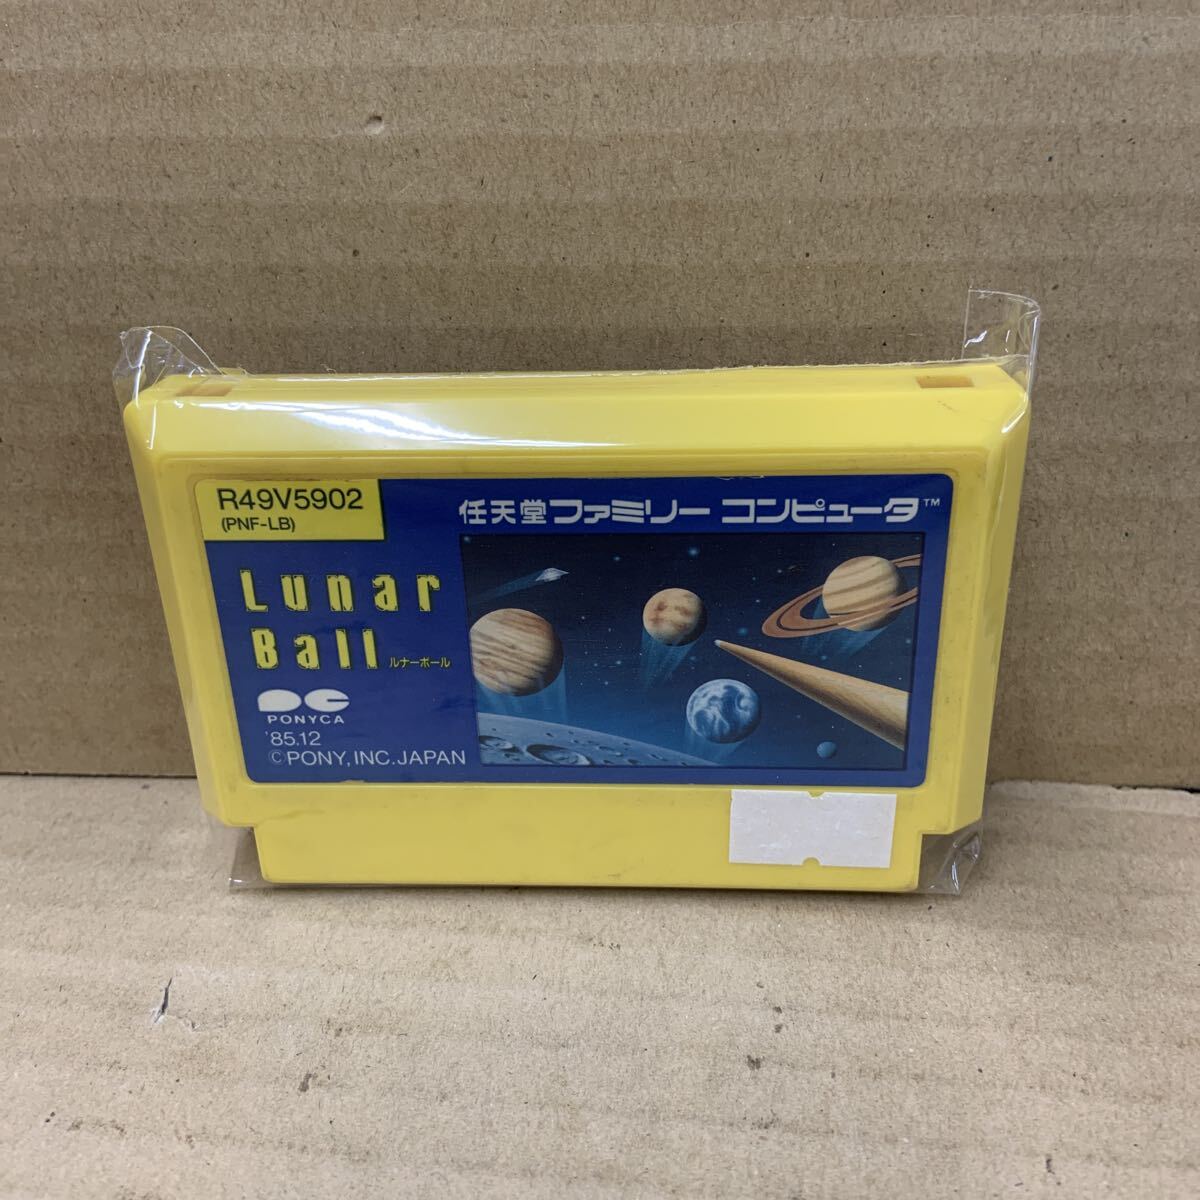 R49V5902
(PNF-LB)
任天堂ファミリー コンピュータ™
Lunar
Ball ルナーボール
PONYCA
'85.12
©PONY, INC. JAPAN